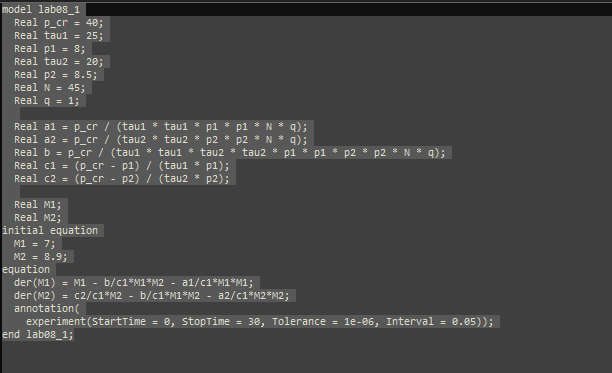 model lab08_1
Real p_cr = 40;
Real tau1 = 25;
Real p1 = 8;
Real tau2 = 20;
Real p2 = 8.5;
Real N = 45;
Real q = 1;
Real a1 = p_cr / (tau1 * tau1 * p1 * p1 * N * q);
Real a2 = p_cr / (tau2 * tau2 * p2 * p2 * N * q);
Real b = p_cr / (tau1 * tau1 * tau2 * tau2 * p1 * p1 * p2 * p2 * N * q);
Real c1 = (p_cr - p1) / (tau1 * p1);
Real c2 = (p_cr - p2) / (tau2 * p2);
Real M1;
Real M2;
initial equation
M1 = 7;
M2 = 8.9;
equation
der(M1) = M1 - b/c1*M1*M2 - a1/c1*M1*M1;
der(M2) = c2/c1*M2 - b/c1*M1*M2 - a2/c1*M2*M2;
annotation(
experiment(StartTime = 0, StopTime = 30, Tolerance = 1e-06, Interval = 0.05));
end lab08_1;